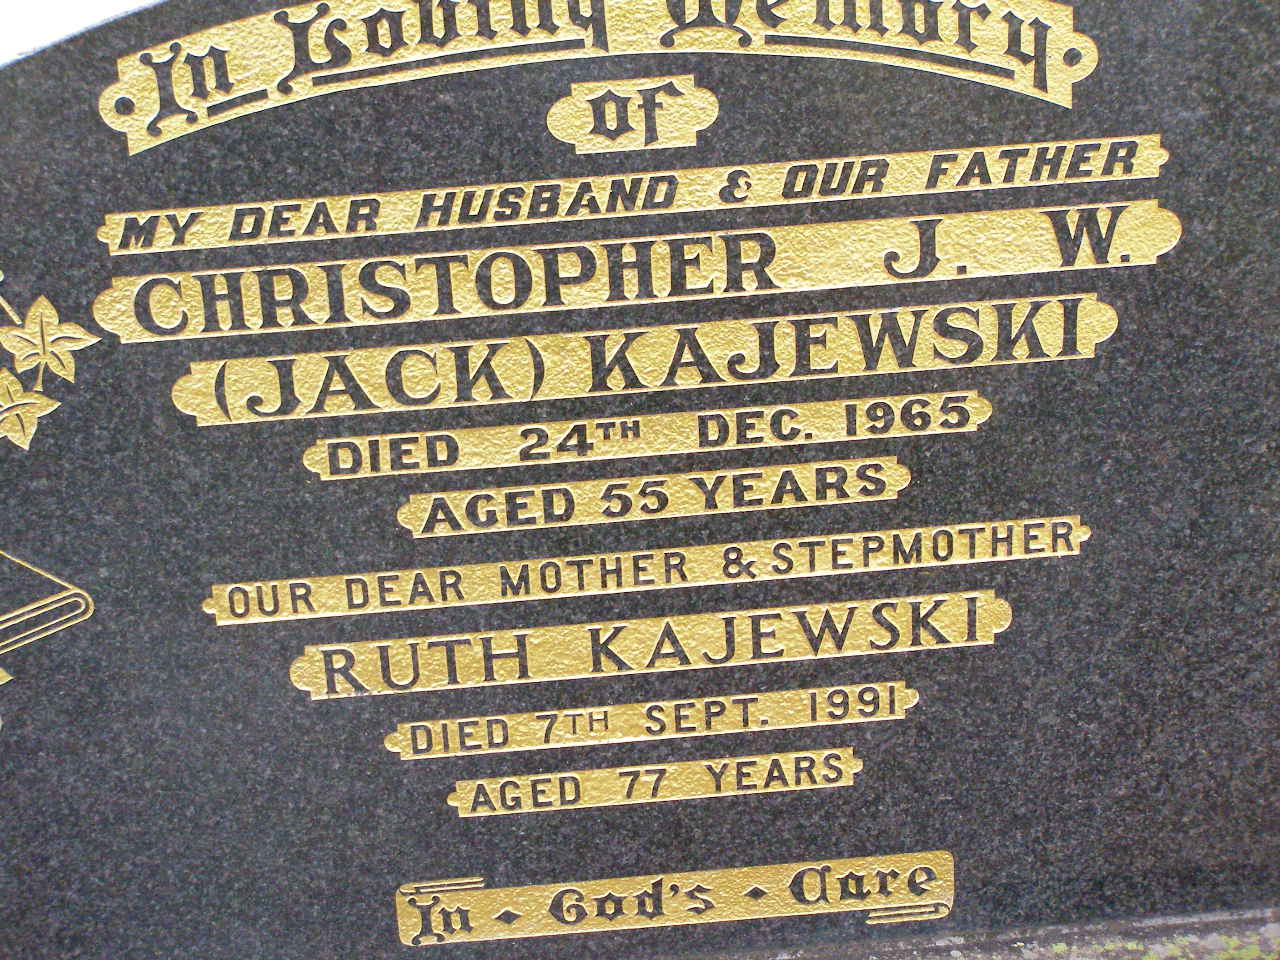 In Loving Memory
of
MY DEAR HUSBAND & OUR FATHER
CHRISTOPHER J. W.
(JACK) KAJEWSKI
DIED 24TH DEC. 1965
AGED 55 YEARS
OUR DEAR MOTHER & STEPMOTHER
RUTH KAJEWSKI
DIED 7TH SEPT. 1991
AGED 77 YEARS
In · God's · Care